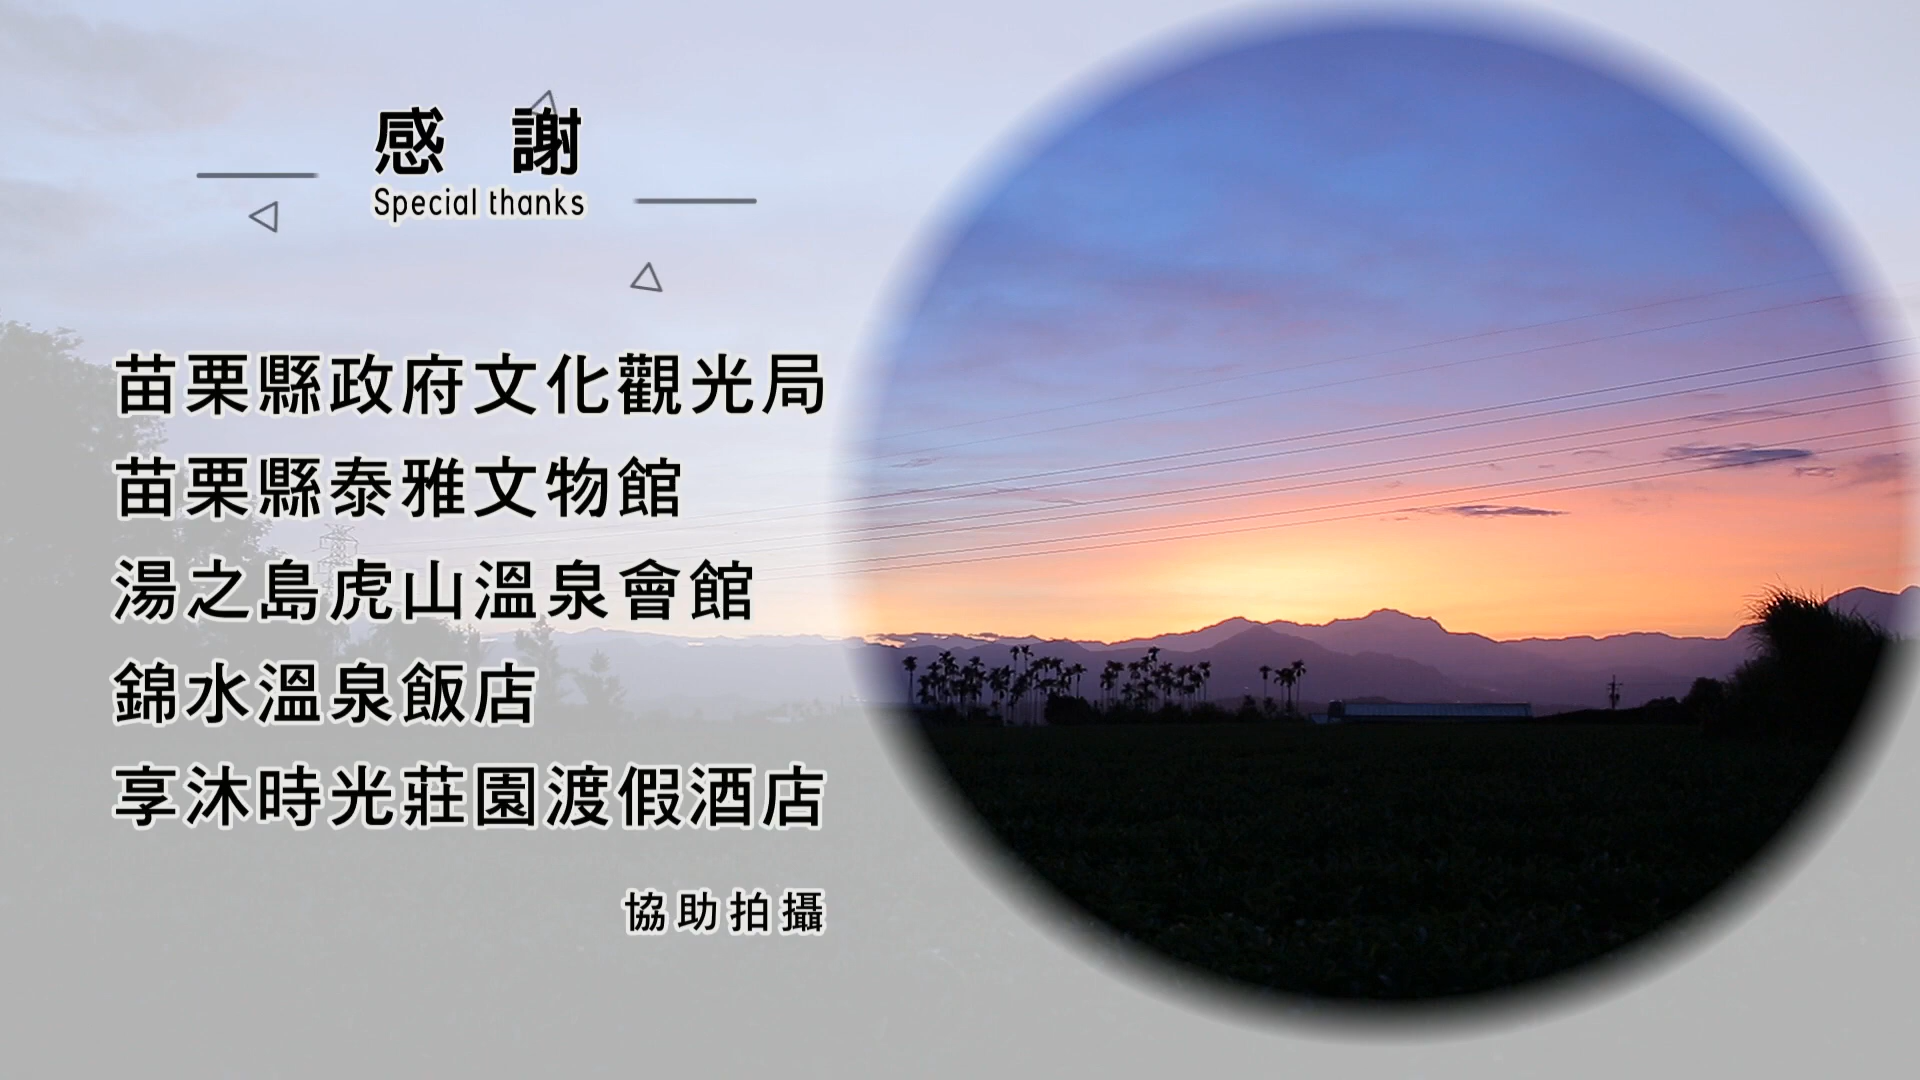 感 謝
Special thanks
苗栗縣政府文化觀光局
苗栗縣泰雅文物館
湯之島虎山溫泉會館
錦水溫泉飯店
享沐時光莊園渡假酒店
協助拍攝